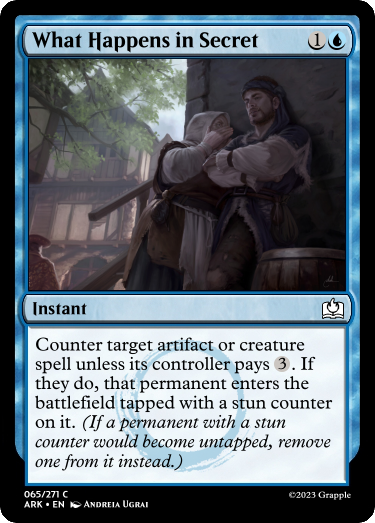 What Happens in Secret
1
Instant
Counter target artifact or creature
spell unless its controller pays 3. If
they do, that permanent enters the
battlefield tapped with a stun counter
on it. (If a permanent with a stun
counter would become untapped, remove
one from it instead.)
065/271 C
ARK • EN Andreia Ugrai
©2023 Grapple